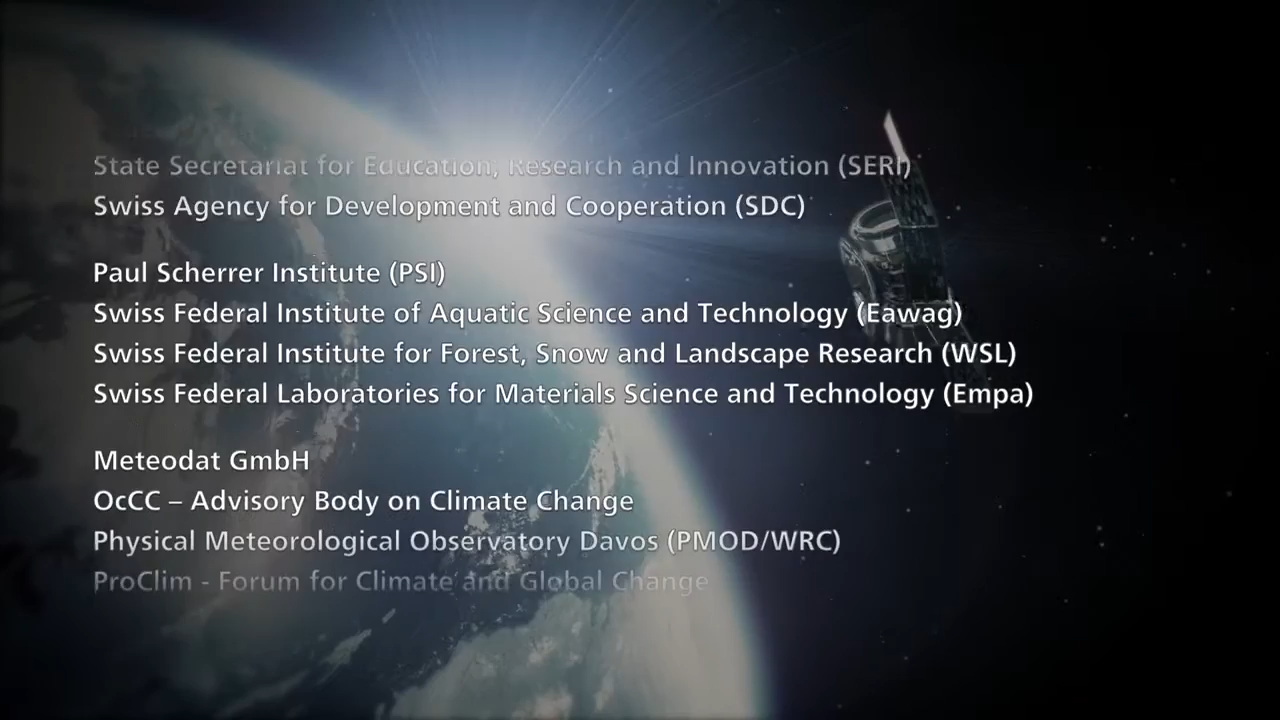 State Secretariat for Education, Research and Innovation (SERI)
Swiss Agency for Development and Cooperation (SDC)
Paul Scherrer Institute (PSI)
Swiss Federal Institute of Aquatic Science and Technology (Eawag)
Swiss Federal Institute for Forest, Snow and Landscape Research (WSL)
Swiss Federal Laboratories for Materials Science and Technology (Empa)
Meteodat GmbH
OcCC – Advisory Body on Climate Change
Physical Meteorological Observatory Davos (PMOD/WRC)
ProClim - Forum for Climate and Global Change